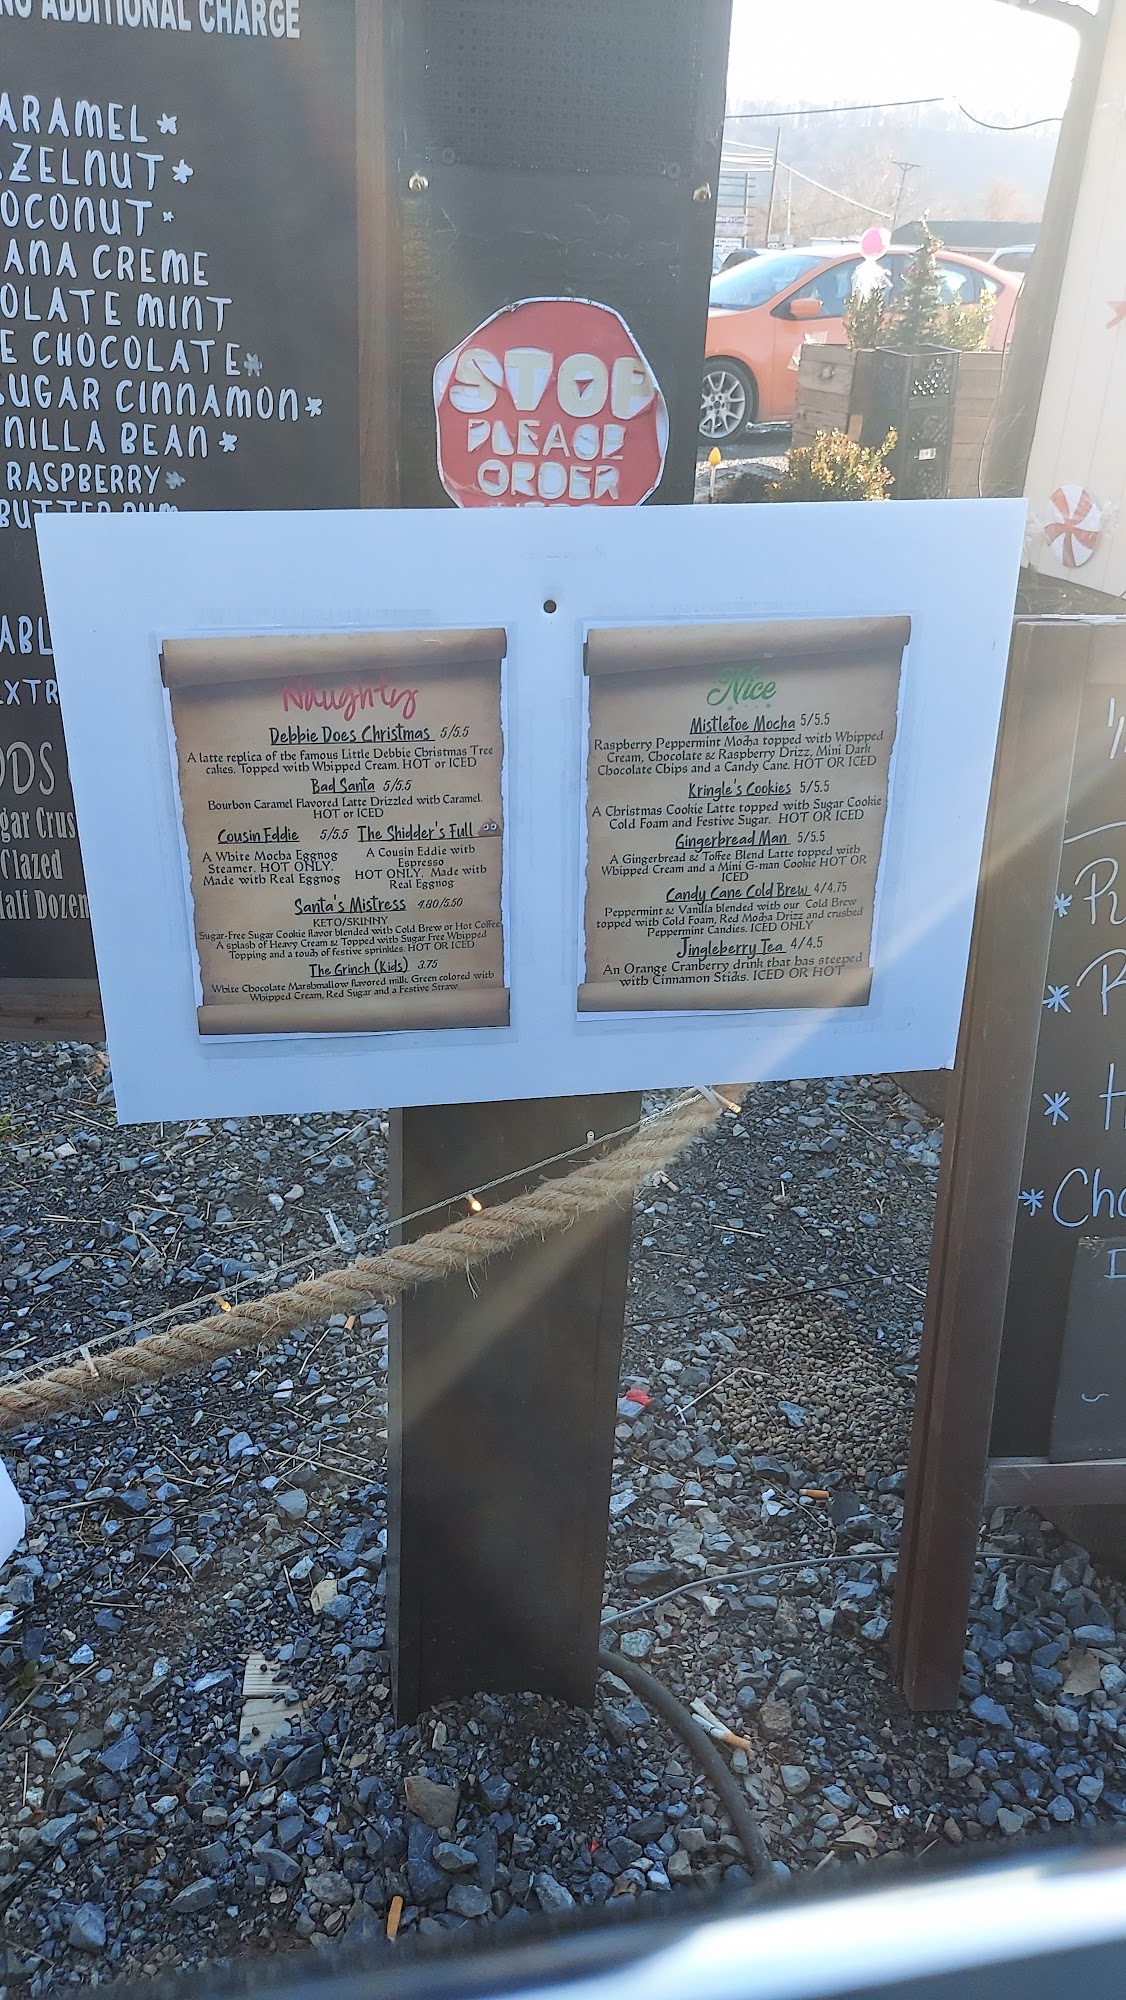 NO ADDITIONAL CHARGE
ARAMEL *
ZELNUT *
OCONUT *
ANA CREME
OLATE MINT
E CHOCOLATE *
SUGAR CINNAMON *
NILLA BEAN *
RASPBERRY *
BUTTER RUM
ABL
EXTR
ODS
gar Crus
Glazed
Half Dozen
STOP
PLEASE
ORDER
Naughty
Debbie Does Christmas 5/5.5
A latte replica of the famous Little Debbie Christmas Tree
cakes. Topped with Whipped Cream. HOT or ICED
Bad Santa 5/5.5
Bourbon Caramel Flavored Latte Drizzled with Caramel.
HOT or ICED
Cousin Eddie 5/5.5
A White Mocha Eggnog
Steamer. HOT ONLY.
Made with Real Eggnog
The Shidder's Full
A Cousin Eddie with
Espresso
HOT ONLY. Made with
Real Eggnog
Santa's Mistress 4.80/5.50
KETO/SKINNY
Sugar-Free Sugar Cookie flavor blended with Cold Brew or Hot Coffee
A splash of Heavy Cream & Topped with Sugar Free Whipped
Topping and a touch of festive sprinkles. HOT OR ICED
The Grinch (Kids) 3.75
White Chocolate Marshmallow flavored milk. Green colored with
Whipped Cream, Red Sugar and a Festive Straw.
Nice
Mistletoe Mocha 5/5.5
Raspberry Peppermint Mocha topped with Whipped
Cream, Chocolate & Raspberry Drizz, Mini Dark
Chocolate Chips and a Candy Cane. HOT OR ICED
Kringle's Cookies 5/5.5
A Christmas Cookie Latte topped with Sugar Cookie
Cold Foam and Festive Sugar. HOT OR ICED
Gingerbread Man 5/5.5
A Gingerbread & Toffee Blend Latte topped with
Whipped Cream and a Mini G-man Cookie HOT OR
ICED
Candy Cane Cold Brew 4/4.75
Peppermint & Vanilla blended with our Cold Brew
topped with Cold Foam, Red Mocha Drizz and crushed
Peppermint Candies. ICED ONLY
Jingleberry Tea 4/4.5
An Orange Cranberry drink that has steeped
with Cinnamon Sticks. ICED OR HOT
* Cho